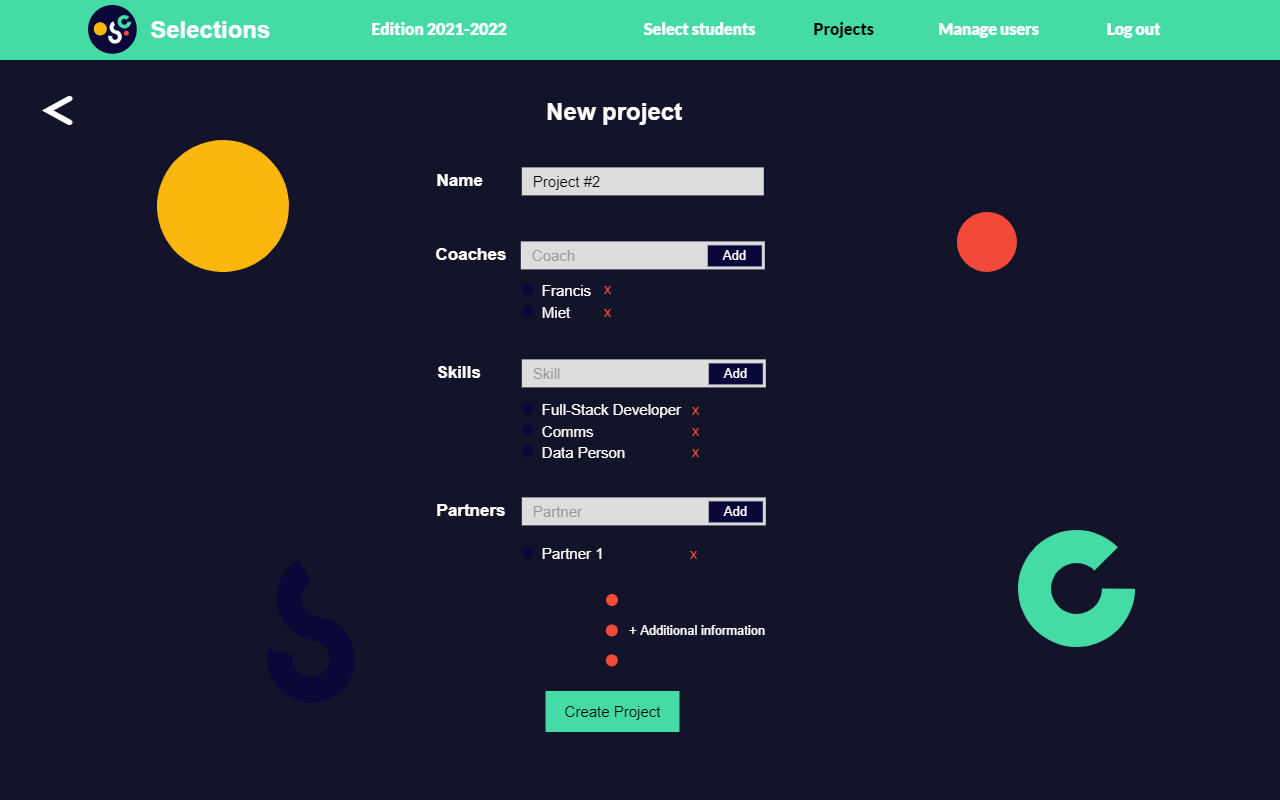 Selections
Edition 2021-2022
Select students
Projects
Manage users
Log out
New project
Name
Project #2
Coaches
Coach
Add
Francis x
Miet x
Skills
Skill
Add
Full-Stack Developer x
Comms x
Data Person x
Partners
Partner
Add
Partner 1 x
+ Additional information
Create Project